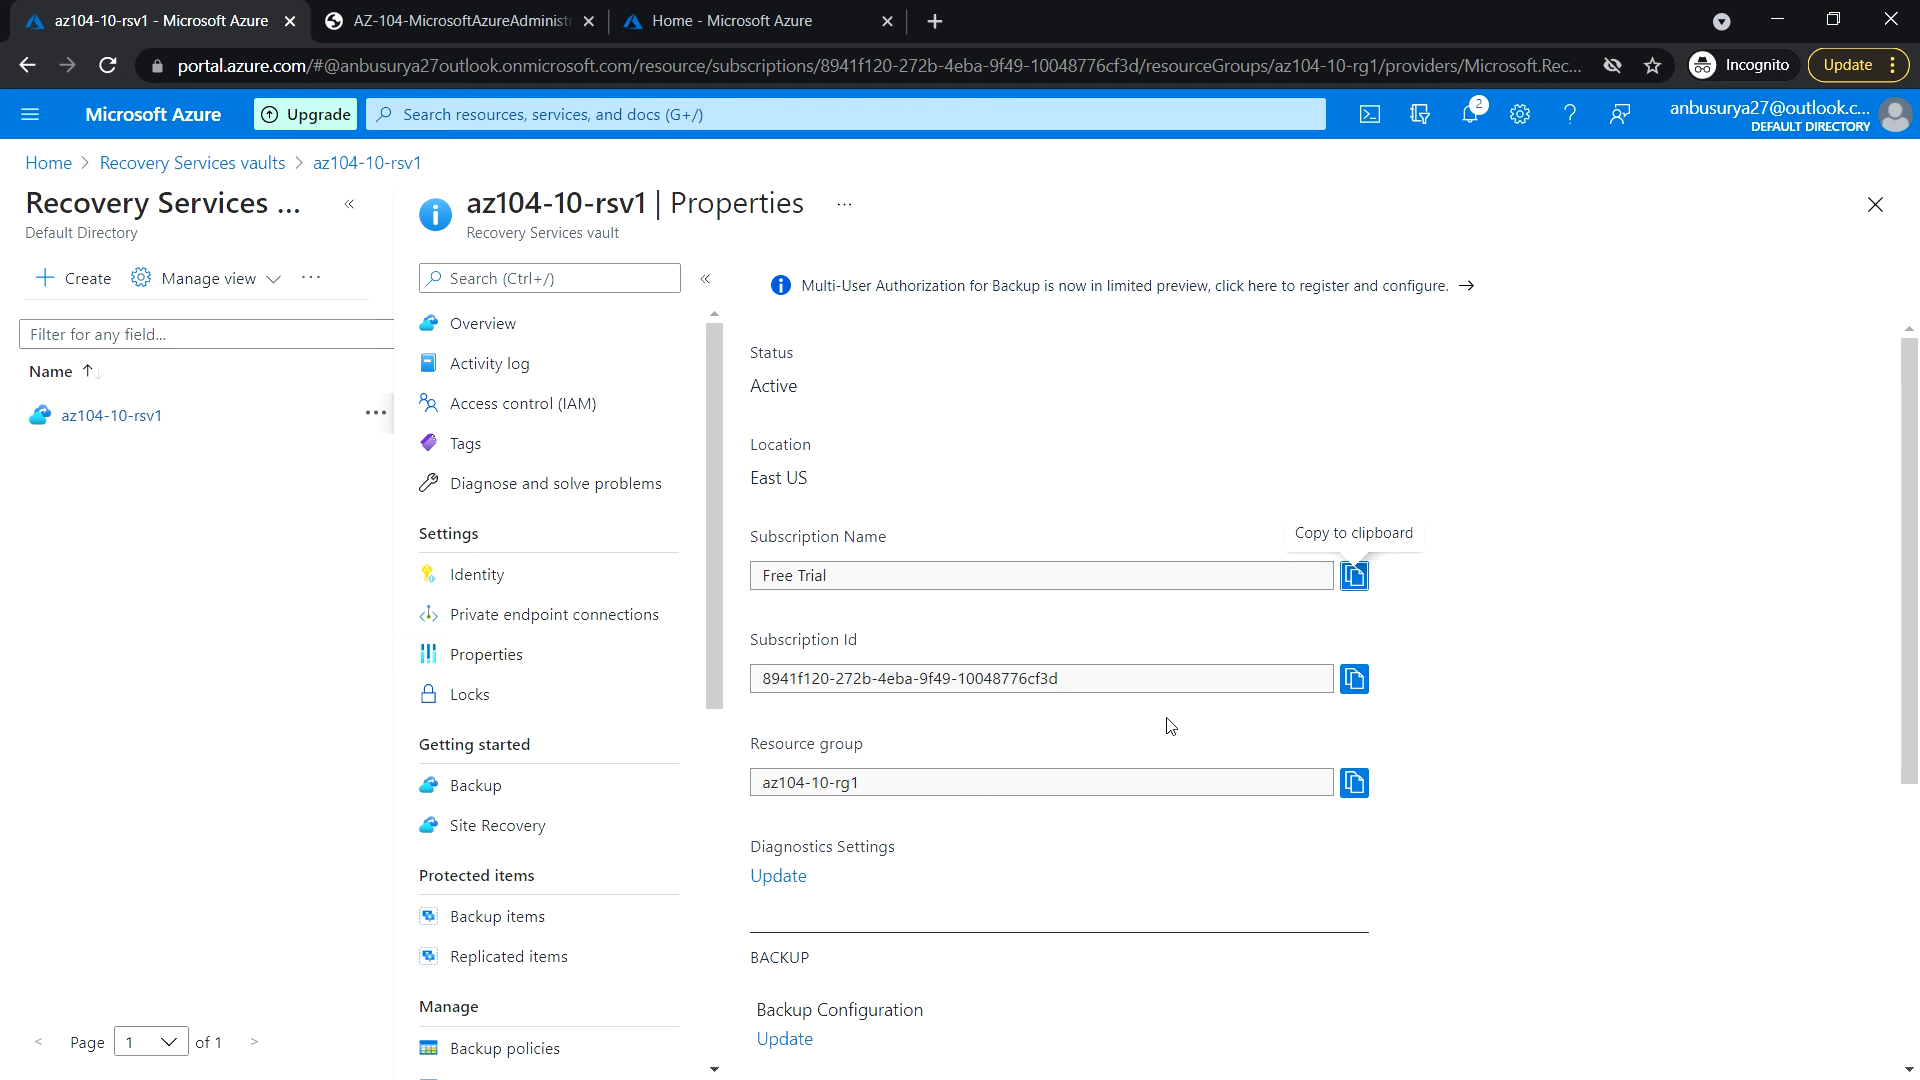 az104-10-rsv1 - Microsoft Azure
AZ-104-MicrosoftAzureAdminist
Home - Microsoft Azure
portal.azure.com/#@anbusurya27outlook.onmicrosoft.com/resource/subscriptions/8941f120-272b-4eba-9f49-10048776cf3d/resourceGroups/az104-10-rg1/providers/Microsoft.Rec...
Incognito
Update
Microsoft Azure
Upgrade
Search resources, services, and docs (G+/)
2
anbusurya27@outlook.c...
DEFAULT DIRECTORY
Home > Recovery Services vaults > az104-10-rsv1
Recovery Services ...
Default Directory
Create
Manage view
Filter for any field...
Name
az104-10-rsv1
Page 1 of 1
az104-10-rsv1 | Properties
Recovery Services vault
Search (Ctrl+/)
Overview
Activity log
Access control (IAM)
Tags
Diagnose and solve problems
Settings
Identity
Private endpoint connections
Properties
Locks
Getting started
Backup
Site Recovery
Protected items
Backup items
Replicated items
Manage
Backup policies
Multi-User Authorization for Backup is now in limited preview, click here to register and configure. →
Status
Active
Location
East US
Subscription Name
Copy to clipboard
Free Trial
Subscription Id
8941f120-272b-4eba-9f49-10048776cf3d
Resource group
az104-10-rg1
Diagnostics Settings
Update
BACKUP
Backup Configuration
Update